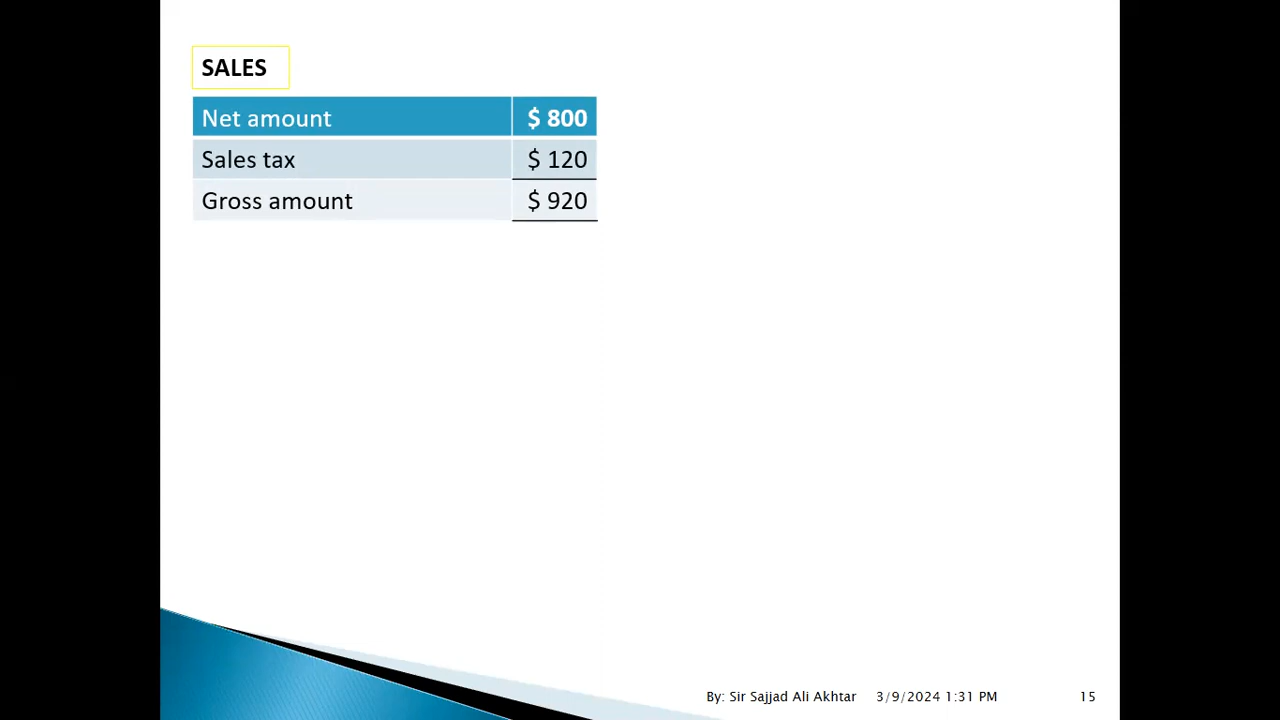 SALES
Net amount $ 800
Sales tax $ 120
Gross amount $ 920
By: Sir Sajjad Ali Akhtar 3/9/2024 1:31 PM 15